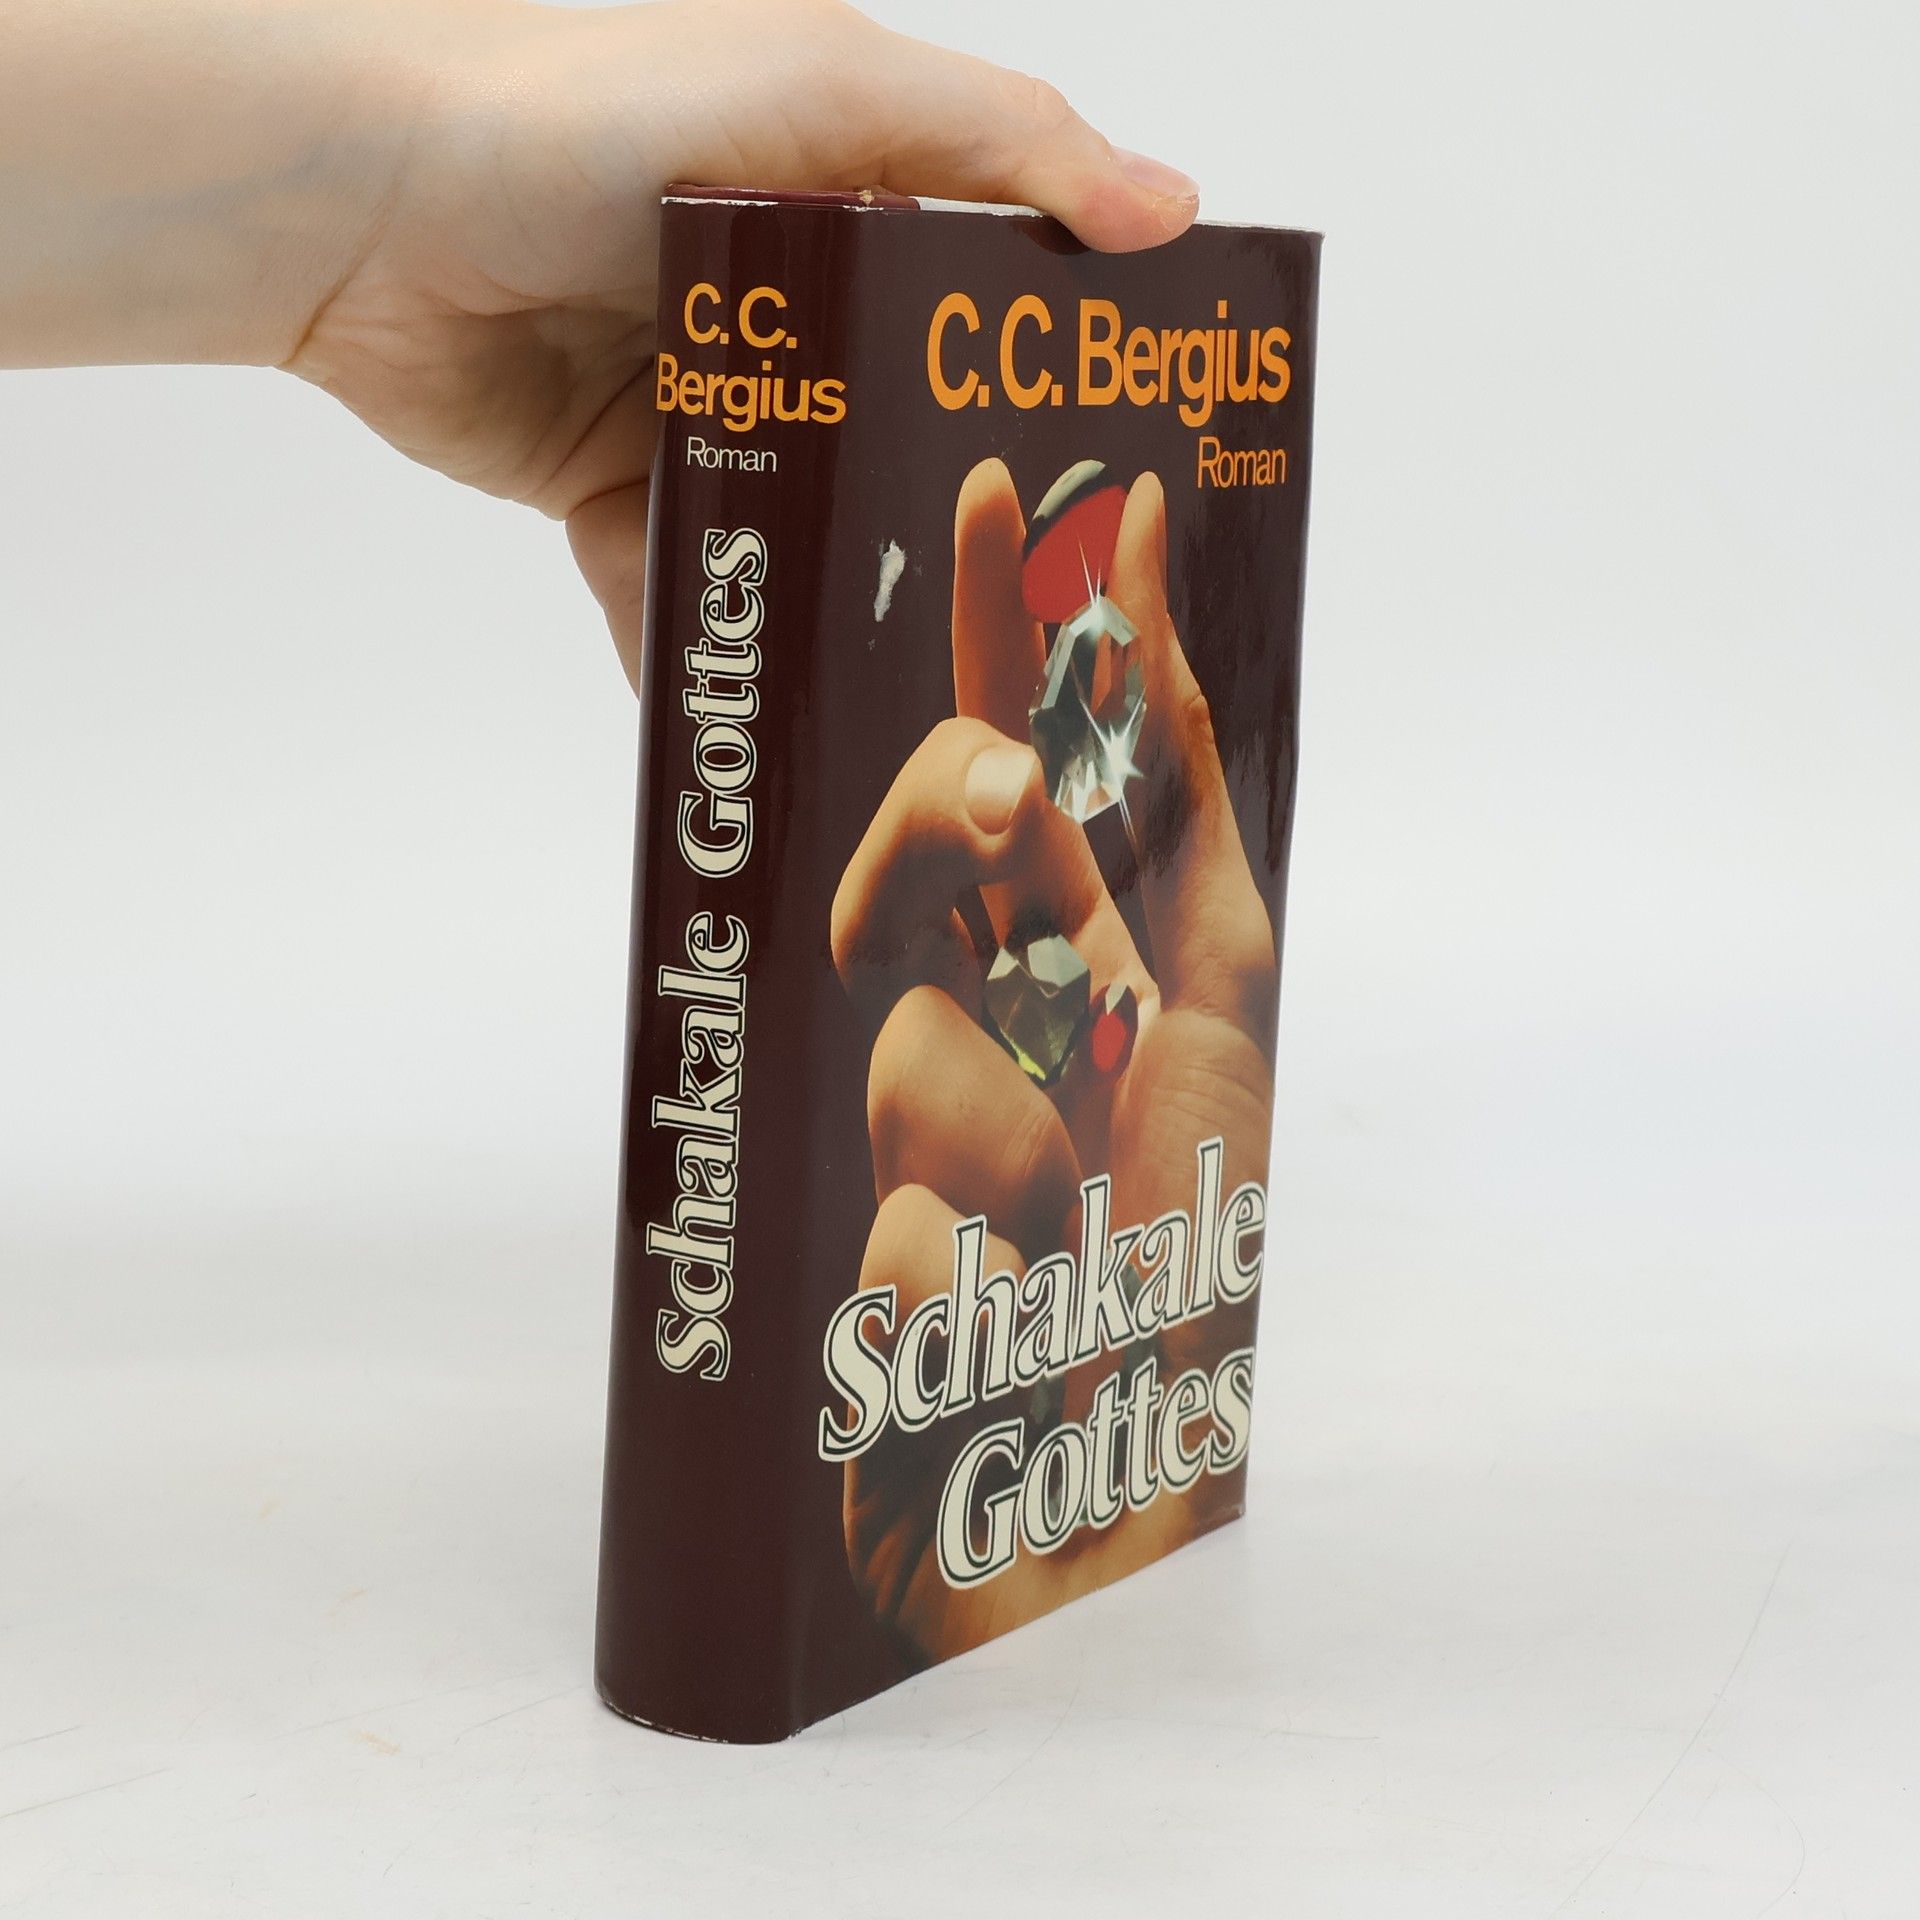 C. C.
Bergius
Roman
Schakale Gottes
C. C. Bergius
Roman
Schakale
Gottes